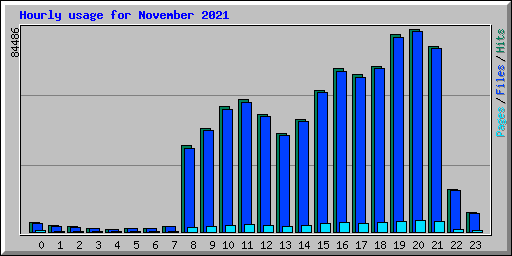 Hourly usage for November 2021
84486
Pages / Files / Hits
0 1 2 3 4 5 6 7 8 9 10 11 12 13 14 15 16 17 18 19 20 21 22 23